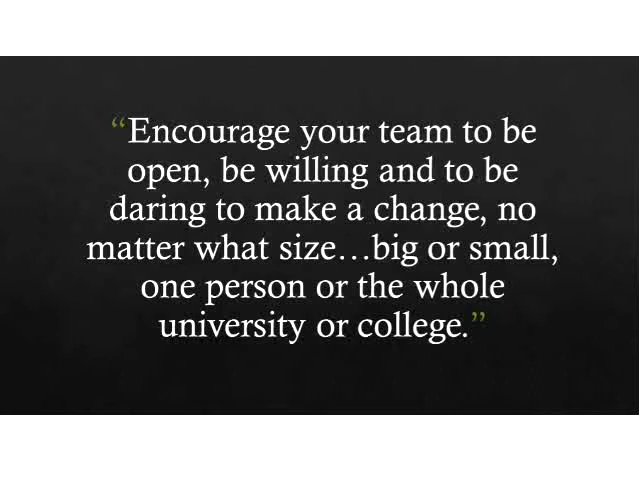 “Encourage your team to be
open, be willing and to be
daring to make a change, no
matter what size…big or small,
one person or the whole
university or college.”